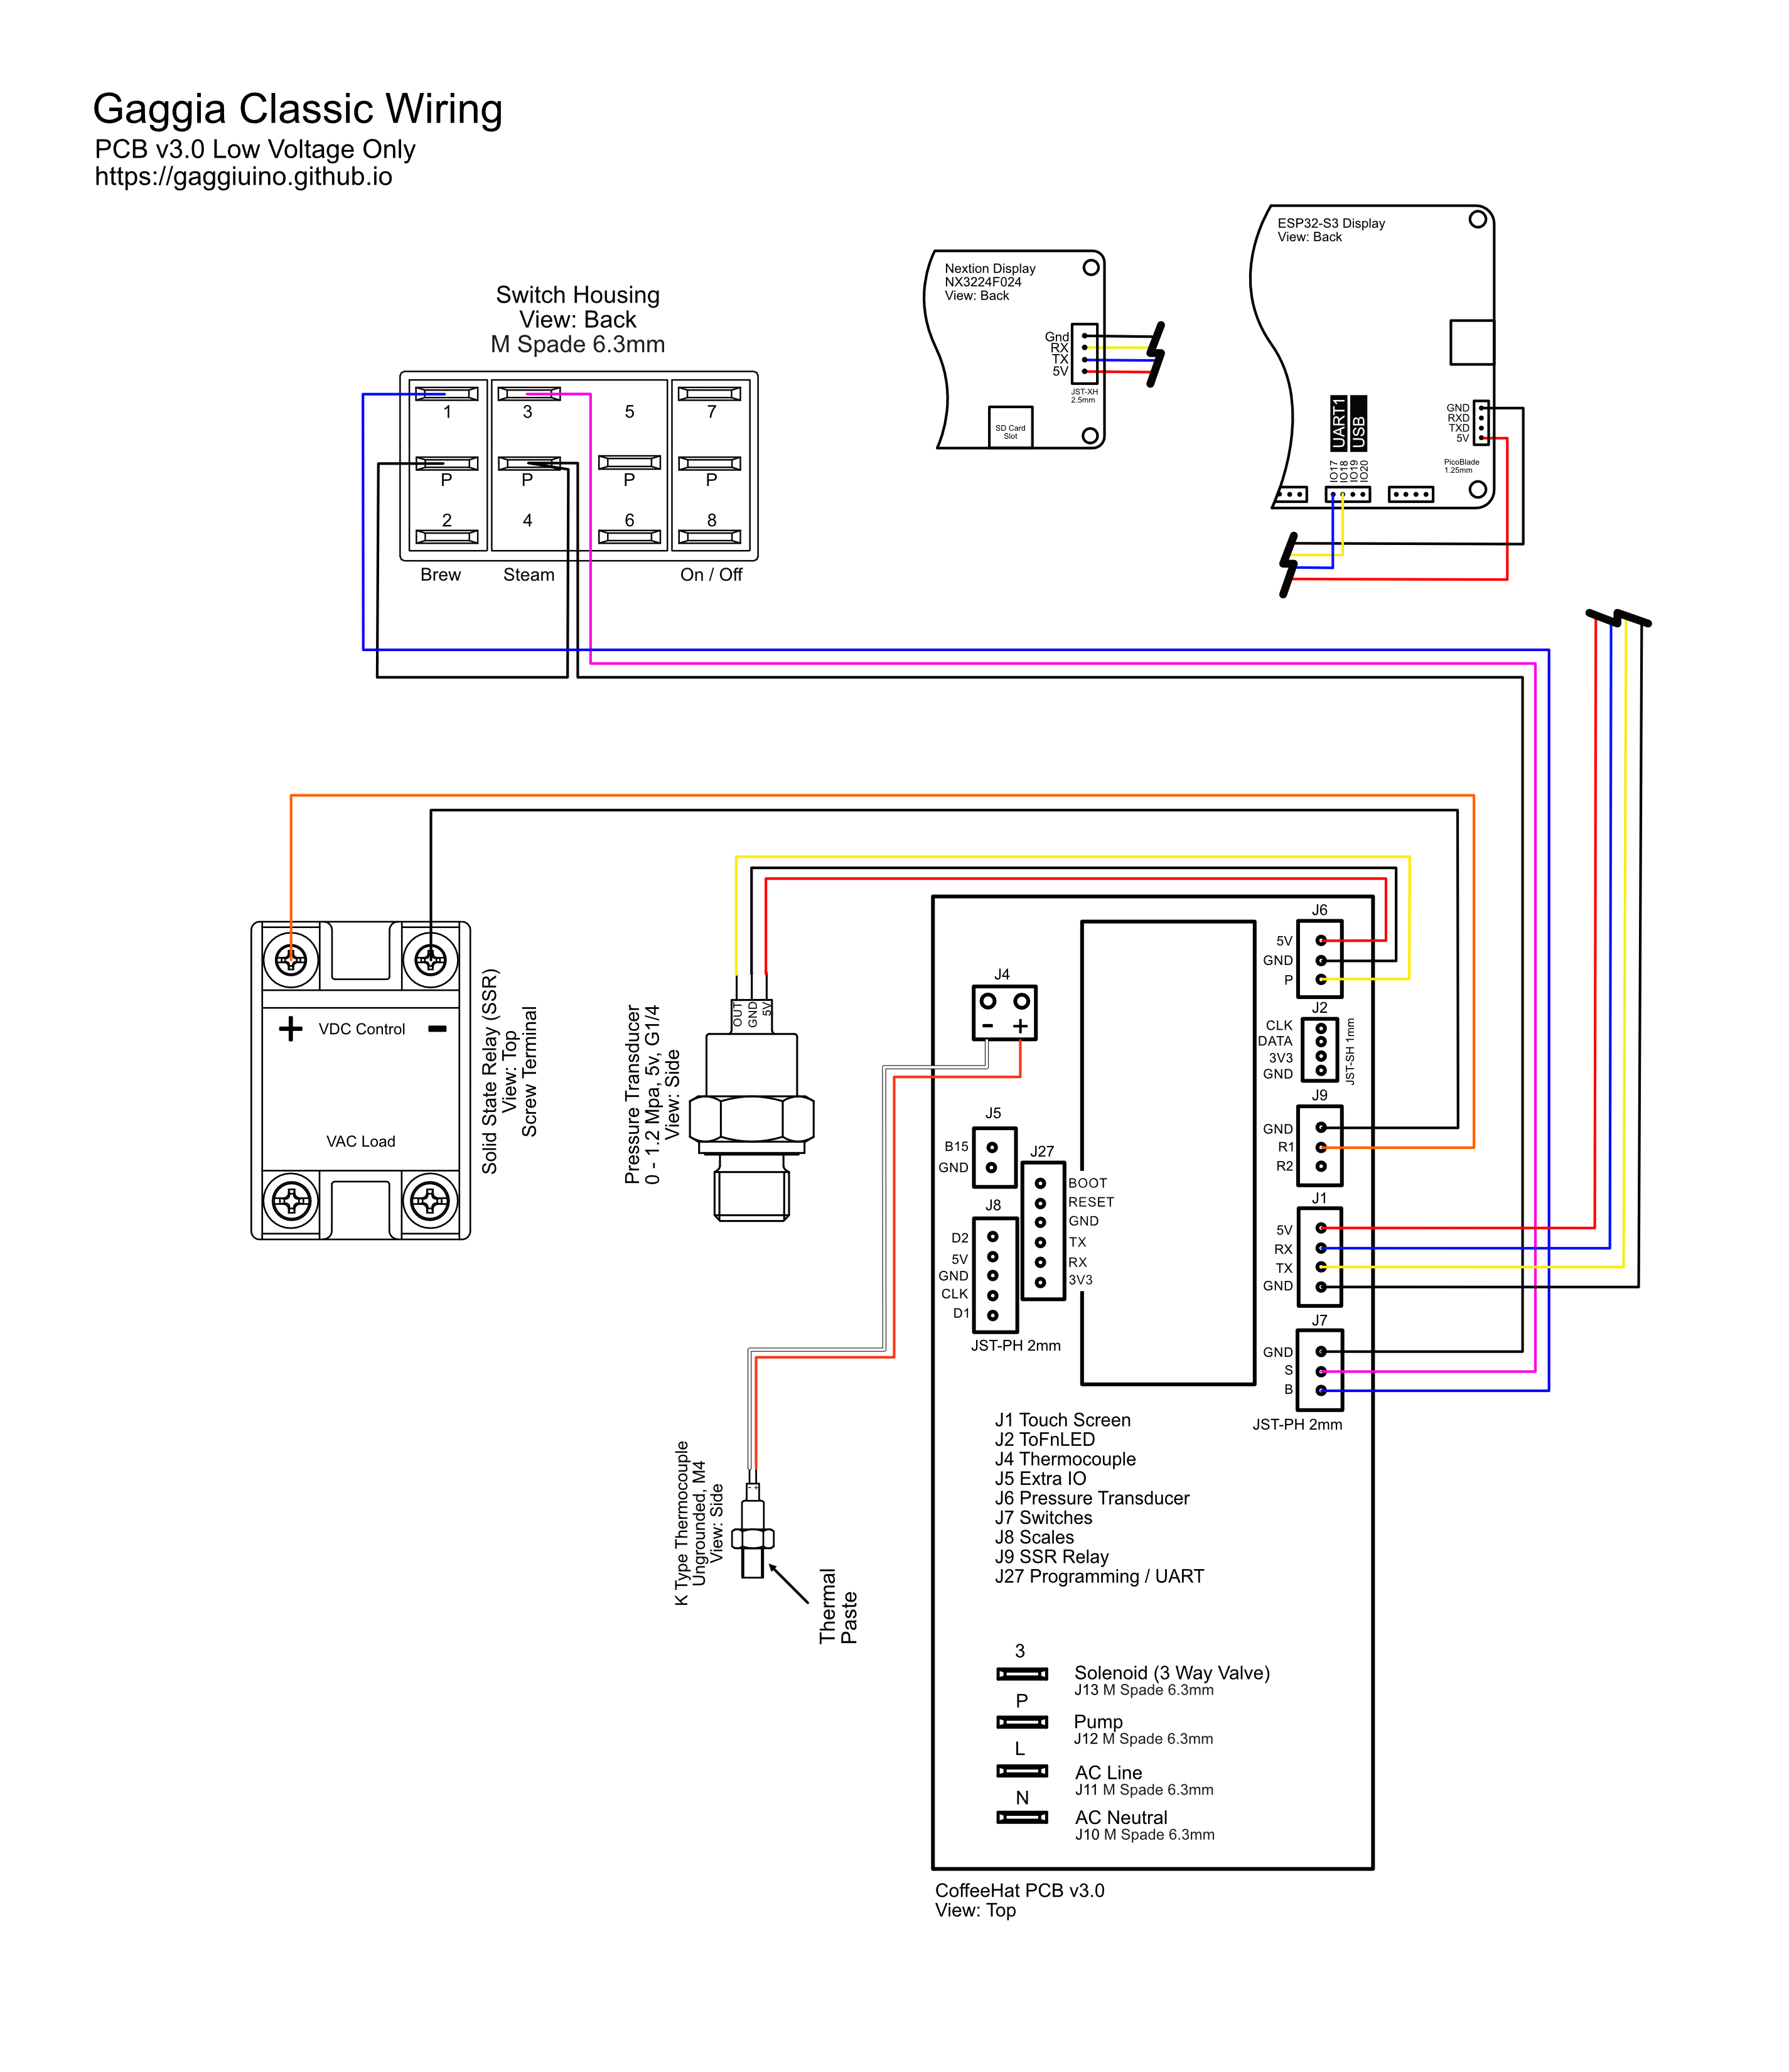 Gaggia Classic Wiring
PCB v3.0 Low Voltage Only
https://gaggiuino.github.io
Switch Housing
View: Back
M Spade 6.3mm
1
3
5
7
P
P
P
P
2
4
6
8
Brew
Steam
On / Off
Nextion Display
NX3224F024
View: Back
Gnd
RX
TX
5V
JST-XH
2.5mm
SD Card
Slot
ESP32-S3 Display
View: Back
UART1
USB
IO17
IO18
IO19
IO20
GND
RXD
TXD
5V
PicoBlade
1.25mm
+ VDC Control -
VAC Load
Solid State Relay (SSR)
View: Top
Screw Terminal
OUT
GND
5V
Pressure Transducer
0 - 1.2 Mpa, 5v, G1/4
View: Side
K Type Thermocouple
Ungrounded, M4
View: Side
- +
Thermal
Paste
J4
- +
J5
B15
GND
J27
BOOT
RESET
GND
TX
RX
3V3
J8
D2
5V
GND
CLK
D1
JST-PH 2mm
J6
5V
GND
P
J2
CLK
DATA
3V3
GND
JST-SH 1mm
J9
GND
R1
R2
J1
5V
RX
TX
GND
J7
GND
S
B
JST-PH 2mm
J1 Touch Screen
J2 ToFnLED
J4 Thermocouple
J5 Extra IO
J6 Pressure Transducer
J7 Switches
J8 Scales
J9 SSR Relay
J27 Programming / UART
3
Solenoid (3 Way Valve)
J13 M Spade 6.3mm
P
Pump
J12 M Spade 6.3mm
L
AC Line
J11 M Spade 6.3mm
N
AC Neutral
J10 M Spade 6.3mm
CoffeeHat PCB v3.0
View: Top